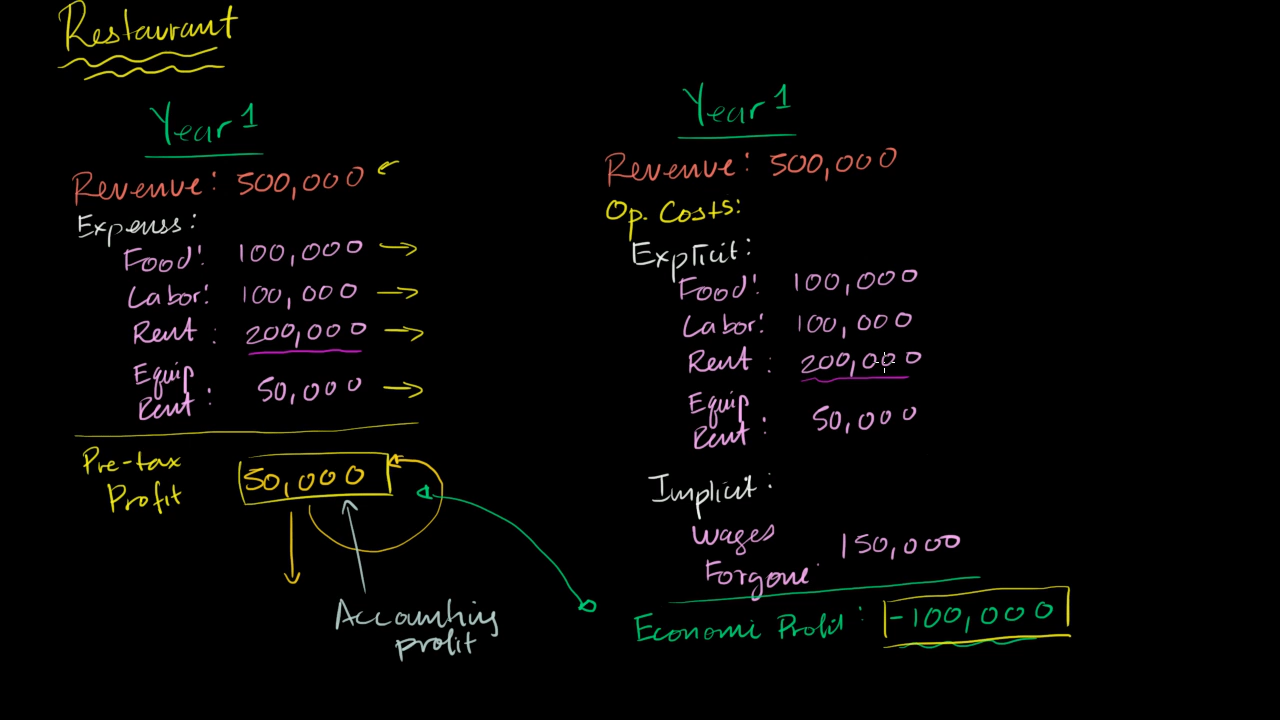 Restaurant
Year 1
Revenue: 500,000
Expenss:
Food: 100,000
Labor: 100,000
Rent: 200,000
Equip
Rent: 50,000
Pre-tax
Profit
50,000
Accounting
profit
Year 1
Revenue: 500,000
Op. Costs:
Explicit:
Food: 100,000
Labor: 100,000
Rent: 200,000
Equip
Rent: 50,000
Implicit:
Wages
Forgone: 150,000
Economi Profit: -100,000